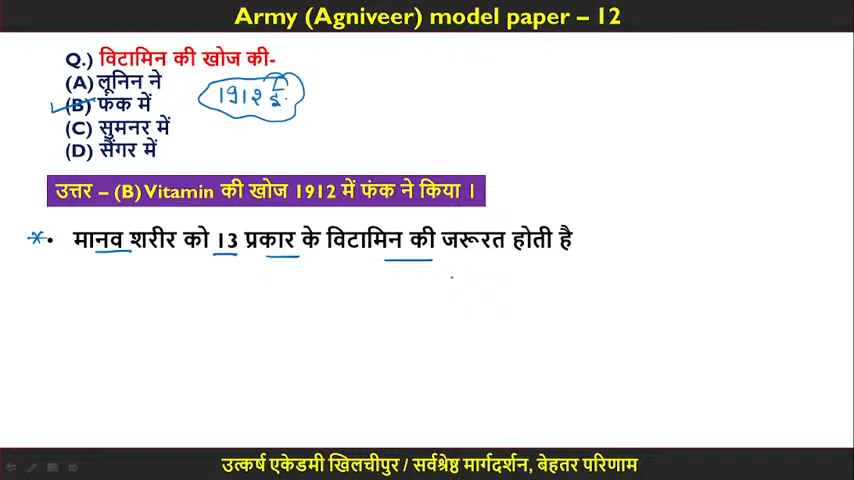 Army (Agniveer) model paper – 12
Q.) विटामिन की खोज की-
(A) लूनिन ने
(B) फंक में
1912 ई.
(C) सुमनर में
(D) सैंगर में
उत्तर – (B) Vitamin की खोज 1912 में फंक ने किया ।
• मानव शरीर को 13 प्रकार के विटामिन की जरूरत होती है
उत्कर्ष एकेडमी खिलचीपुर / सर्वश्रेष्ठ मार्गदर्शन, बेहतर परिणाम